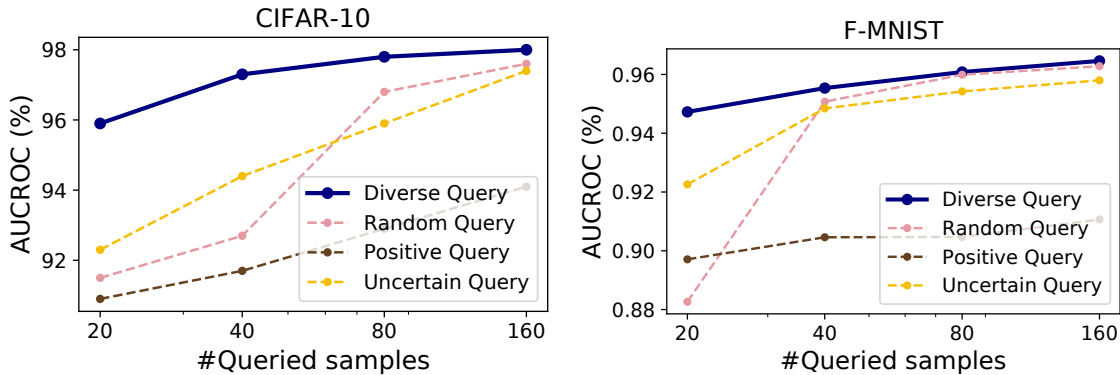 CIFAR-10
AUCROC (%)
98
96
94
92
20
40
80
160
#Queried samples
Diverse Query
Random Query
Positive Query
Uncertain Query
F-MNIST
AUCROC (%)
0.96
0.94
0.92
0.90
0.88
20
40
80
160
#Queried samples
Diverse Query
Random Query
Positive Query
Uncertain Query